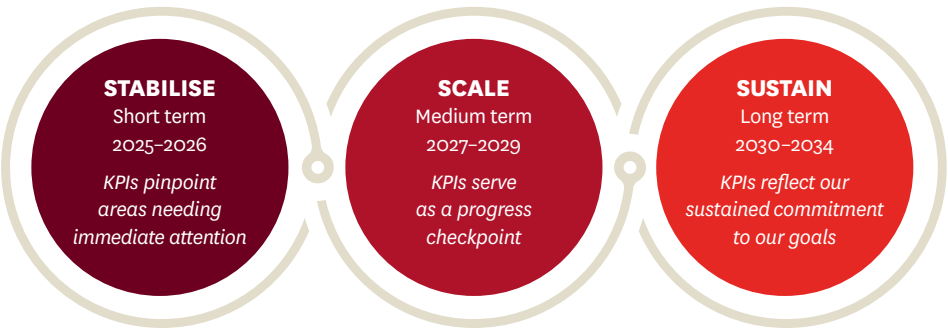 STABILISE
Short term
2025–2026
KPIs pinpoint
areas needing
immediate attention
SCALE
Medium term
2027–2029
KPIs serve
as a progress
checkpoint
SUSTAIN
Long term
2030–2034
KPIs reflect our
sustained commitment
to our goals